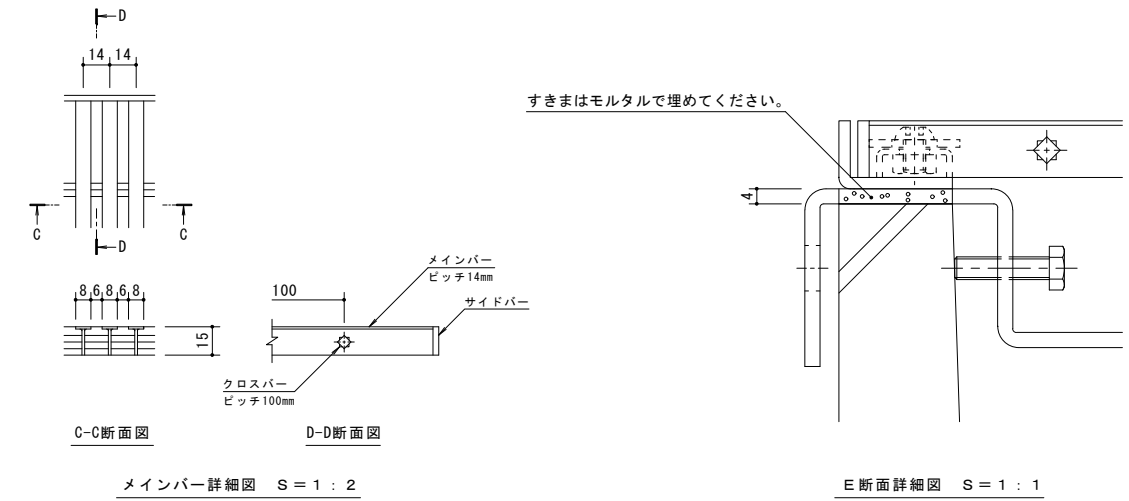 D
14 14
C C
D
8 6 8 6 8
15
C-C断面図
100
メインバー
ピッチ14mm
サイドバー
クロスバー
ピッチ100mm
D-D断面図
メインバー詳細図 S=1:2
すきまはモルタルで埋めてください。
4
E断面詳細図 S=1:1